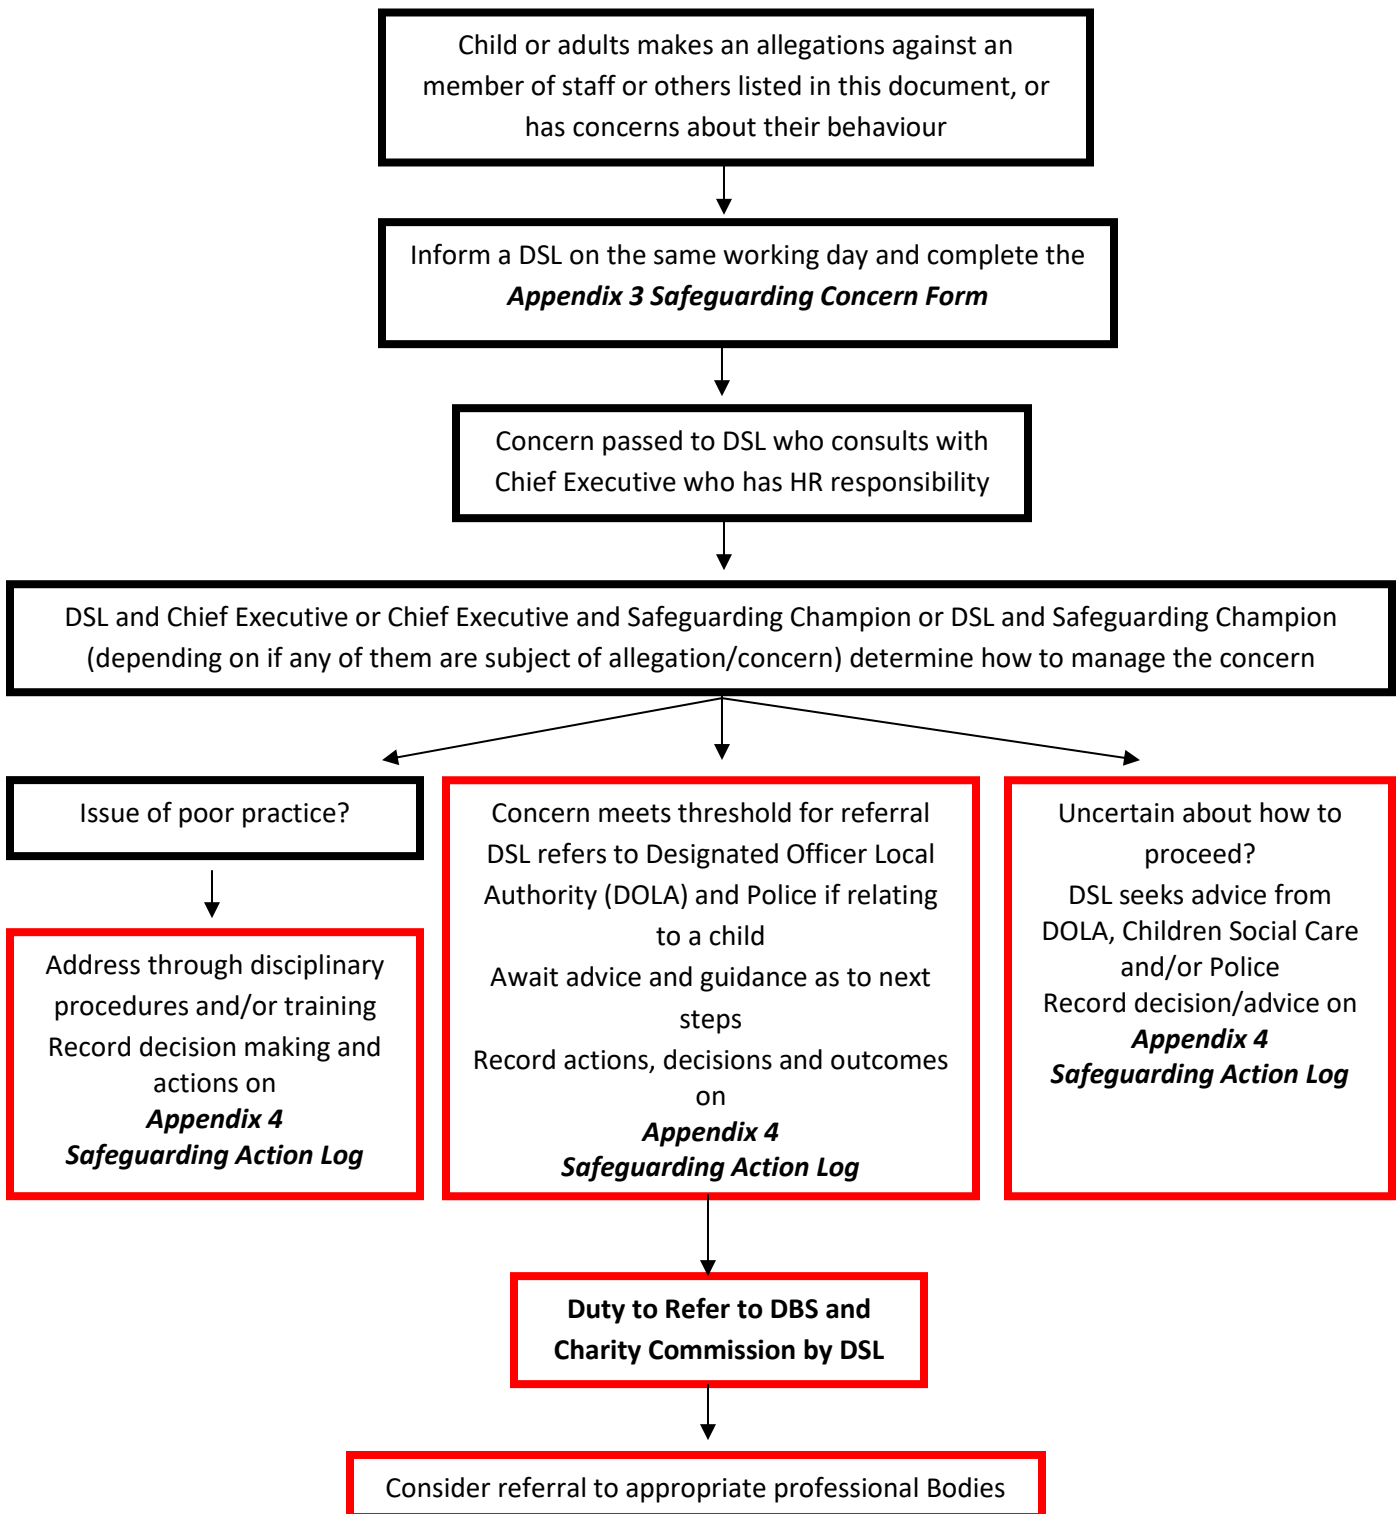 Child or adults makes an allegations against an
member of staff or others listed in this document, or
has concerns about their behaviour
Inform a DSL on the same working day and complete the
Appendix 3 Safeguarding Concern Form
Concern passed to DSL who consults with
Chief Executive who has HR responsibility
DSL and Chief Executive or Chief Executive and Safeguarding Champion or DSL and Safeguarding Champion
(depending on if any of them are subject of allegation/concern) determine how to manage the concern
Issue of poor practice?
Address through disciplinary
procedures and/or training
Record decision making and
actions on
Appendix 4
Safeguarding Action Log
Concern meets threshold for referral
DSL refers to Designated Officer Local
Authority (DOLA) and Police if relating
to a child
Await advice and guidance as to next
steps
Record actions, decisions and outcomes
on
Appendix 4
Safeguarding Action Log
Uncertain about how to
proceed?
DSL seeks advice from
DOLA, Children Social Care
and/or Police
Record decision/advice on
Appendix 4
Safeguarding Action Log
Duty to Refer to DBS and
Charity Commission by DSL
Consider referral to appropriate professional Bodies